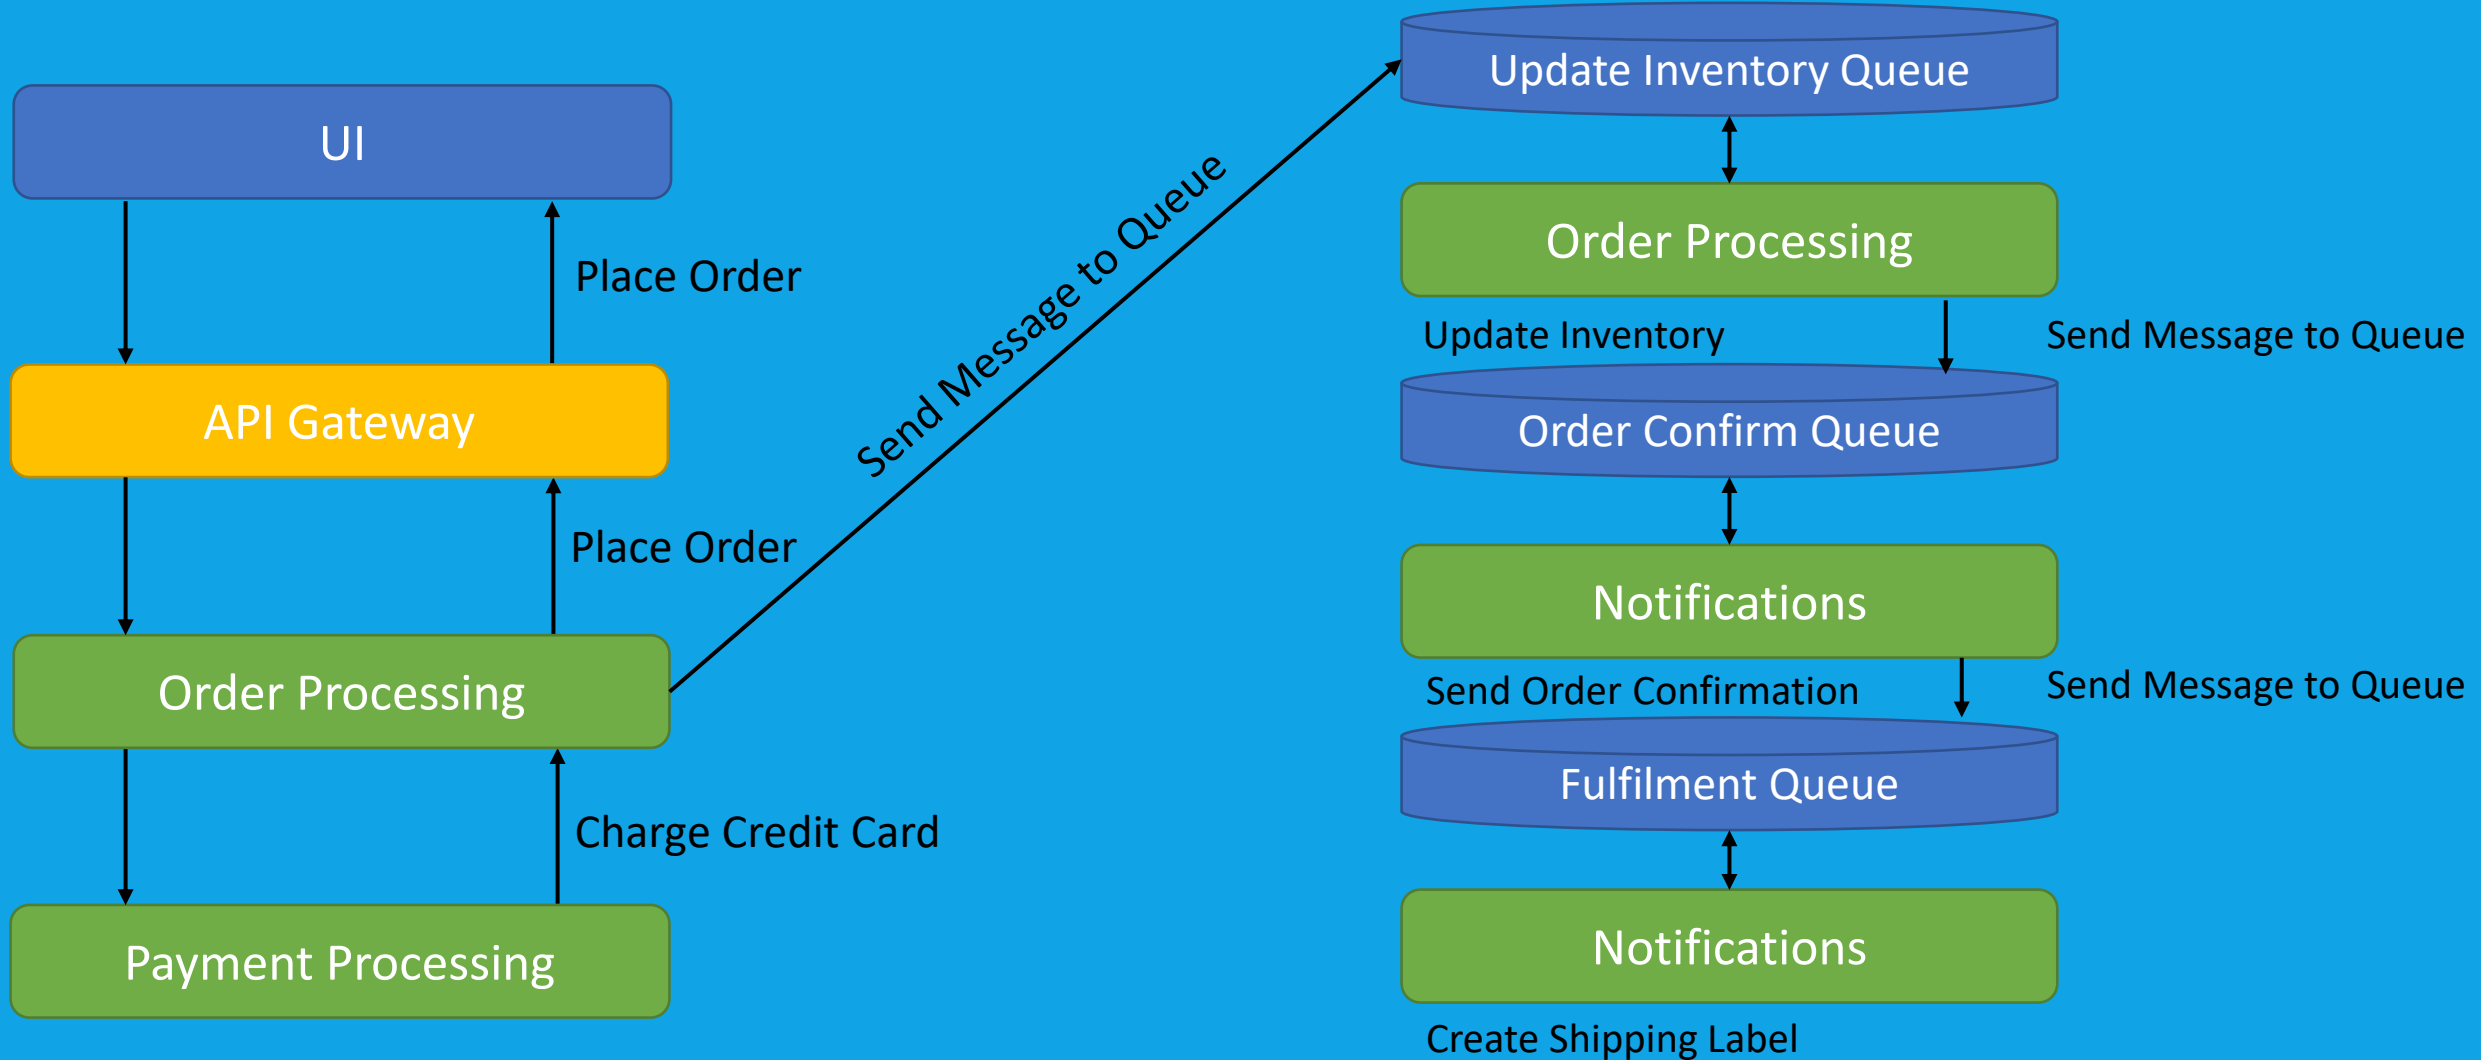 UI
Place Order
API Gateway
Place Order
Order Processing
Charge Credit Card
Payment Processing
Send Message to Queue
Update Inventory Queue
Order Processing
Update Inventory
Send Message to Queue
Order Confirm Queue
Notifications
Send Order Confirmation
Send Message to Queue
Fulfilment Queue
Notifications
Create Shipping Label